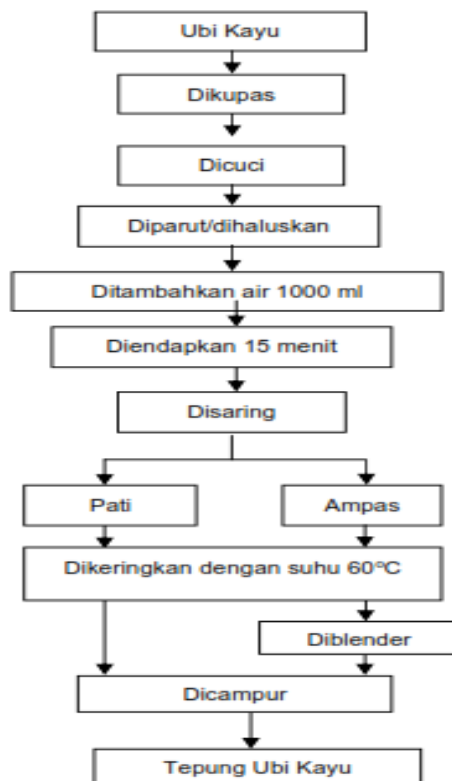 Ubi Kayu
Dikupas
Dicuci
Diparut/dihaluskan
Ditambahkan air 1000 ml
Diendapkan 15 menit
Disaring
Pati
Ampas
Dikeringkan dengan suhu 60°C
Diblender
Dicampur
Tepung Ubi Kayu